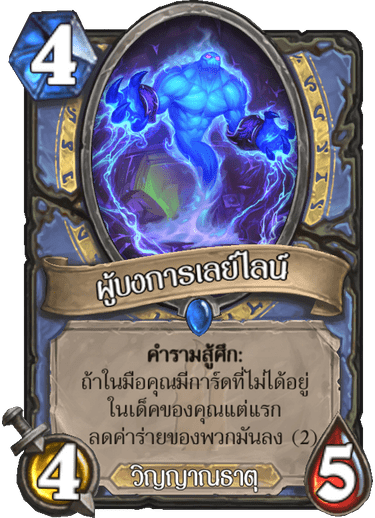 4
ผู้บงการเลย์ไลน์
คำรามสู้ศึก:
ถ้าในมือคุณมีการ์ดที่ไม่ได้อยู่
ในเด็คของคุณแต่แรก
ลดค่าร่ายของพวกมันลง (2)
4
วิญญาณธาตุ
5